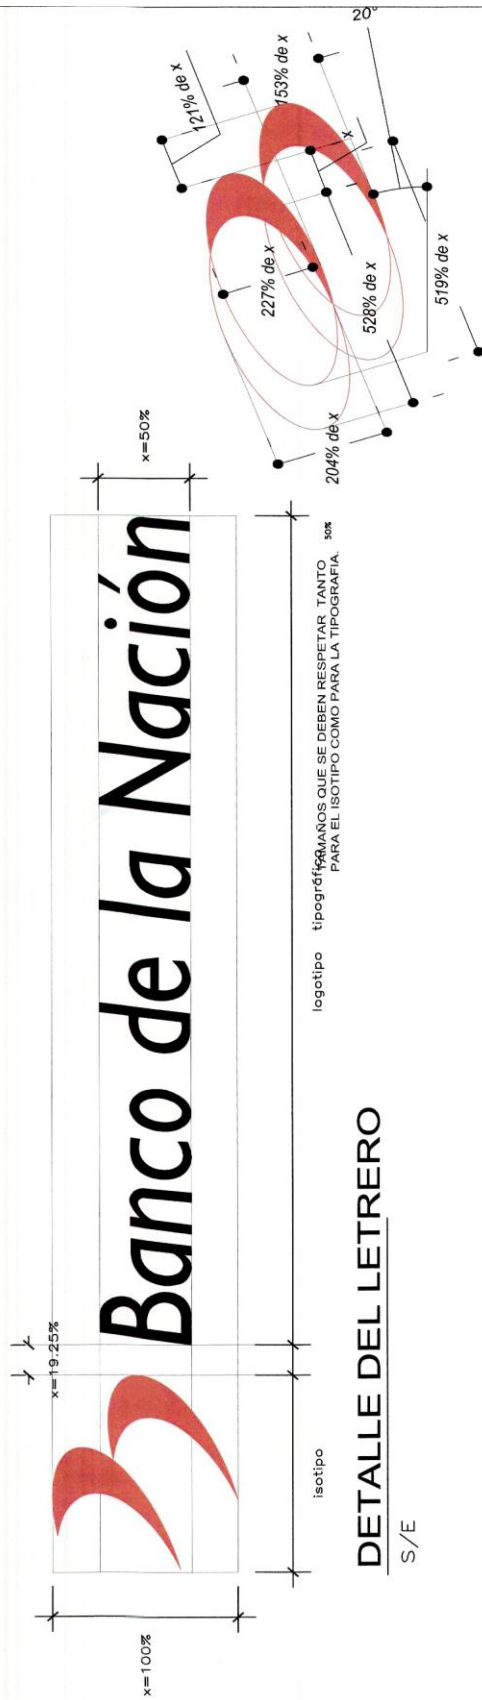 x=100%
x=19.25%
Banco de la Nación
x=50%
isotipo
logotipo tipográfico
TAMAÑOS QUE SE DEBEN RESPETAR TANTO 50%
PARA EL ISOTIPO COMO PARA LA TIPOGRAFIA.
DETALLE DEL LETRERO
S/E
121% de x
153% de x
x
20°
227% de x
528% de x
519% de x
204% de x